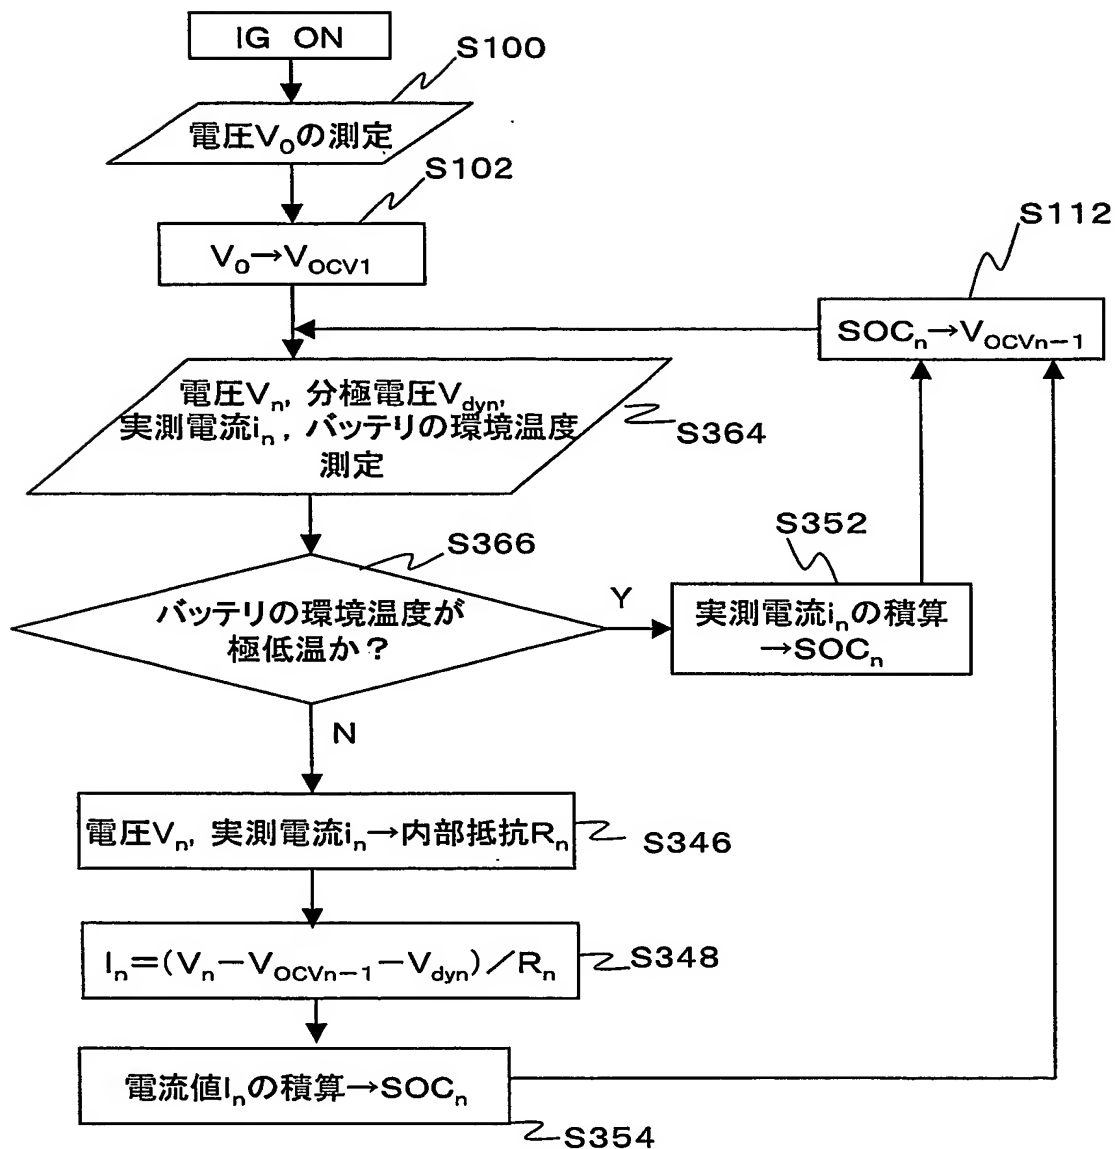 IG ON
S100
電圧V₀の測定
S102
V₀→V_OCV1
S112
SOCₙ→V_OCVn−1
電圧Vₙ, 分極電圧V_dyn,
実測電流iₙ, バッテリの環境温度
測定
S364
S366
バッテリの環境温度が
極低温か?
Y
S352
実測電流iₙの積算
→SOCₙ
N
電圧Vₙ, 実測電流iₙ→内部抵抗Rₙ
S346
Iₙ=(Vₙ−V_OCVn−1−V_dyn)/Rₙ
S348
電流値Iₙの積算→SOCₙ
S354